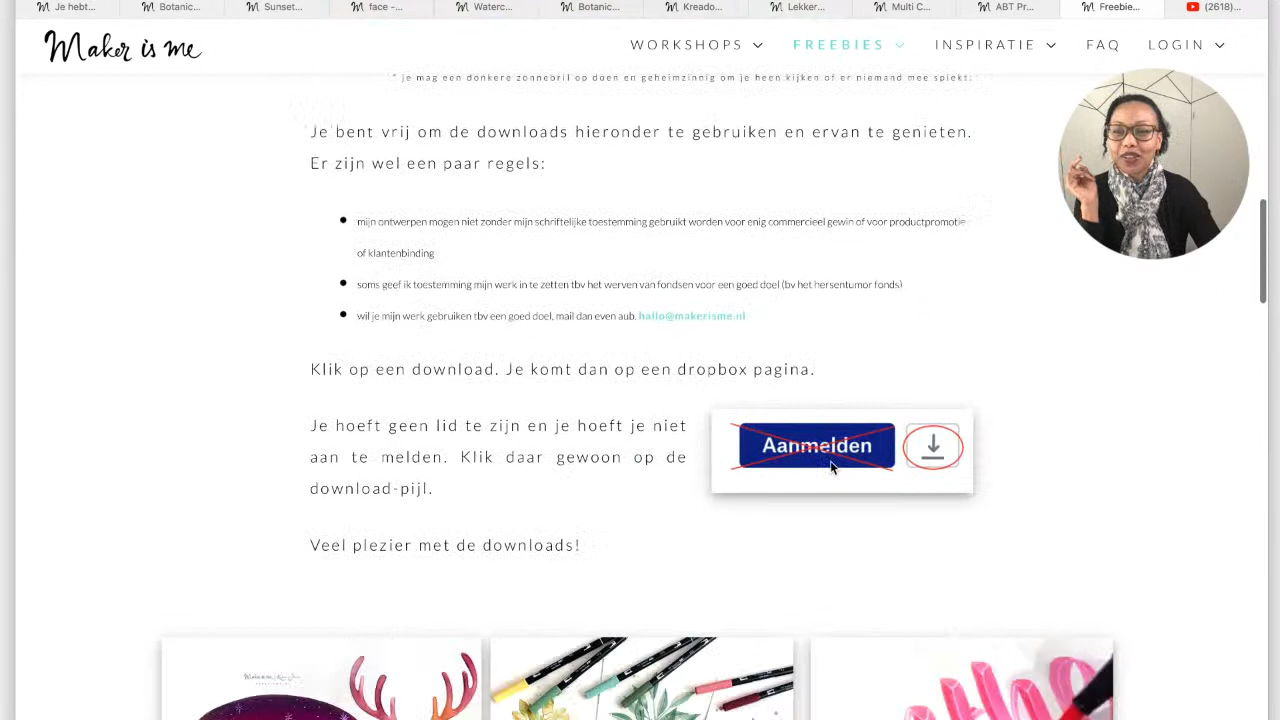 Je hebt...
Botanic...
Sunset...
face -...
Waterc...
Botanic...
Kreado...
Lekker...
Multi C...
ABT Pr...
Freebie...
(2618)...
Maker is me
WORKSHOPS
FREEBIES
INSPIRATIE
FAQ
LOGIN
* je mag een donkere zonnebril op doen en geheimzinnig om je heen kijken of er niemand mee spiekt.
Je bent vrij om de downloads hieronder te gebruiken en ervan te genieten.
Er zijn wel een paar regels:
mijn ontwerpen mogen niet zonder mijn schriftelijke toestemming gebruikt worden voor enig commercieel gewin of voor productpromotie
of klantenbinding
soms geef ik toestemming mijn werk in te zetten tbv het werven van fondsen voor een goed doel (bv het hersentumor fonds)
wil je mijn werk gebruiken tbv een goed doel, mail dan even aub. hallo@makerisme.nl
Klik op een download. Je komt dan op een dropbox pagina.
Je hoeft geen lid te zijn en je hoeft je niet
aan te melden. Klik daar gewoon op de
download-pijl.
Aanmelden
Veel plezier met de downloads!